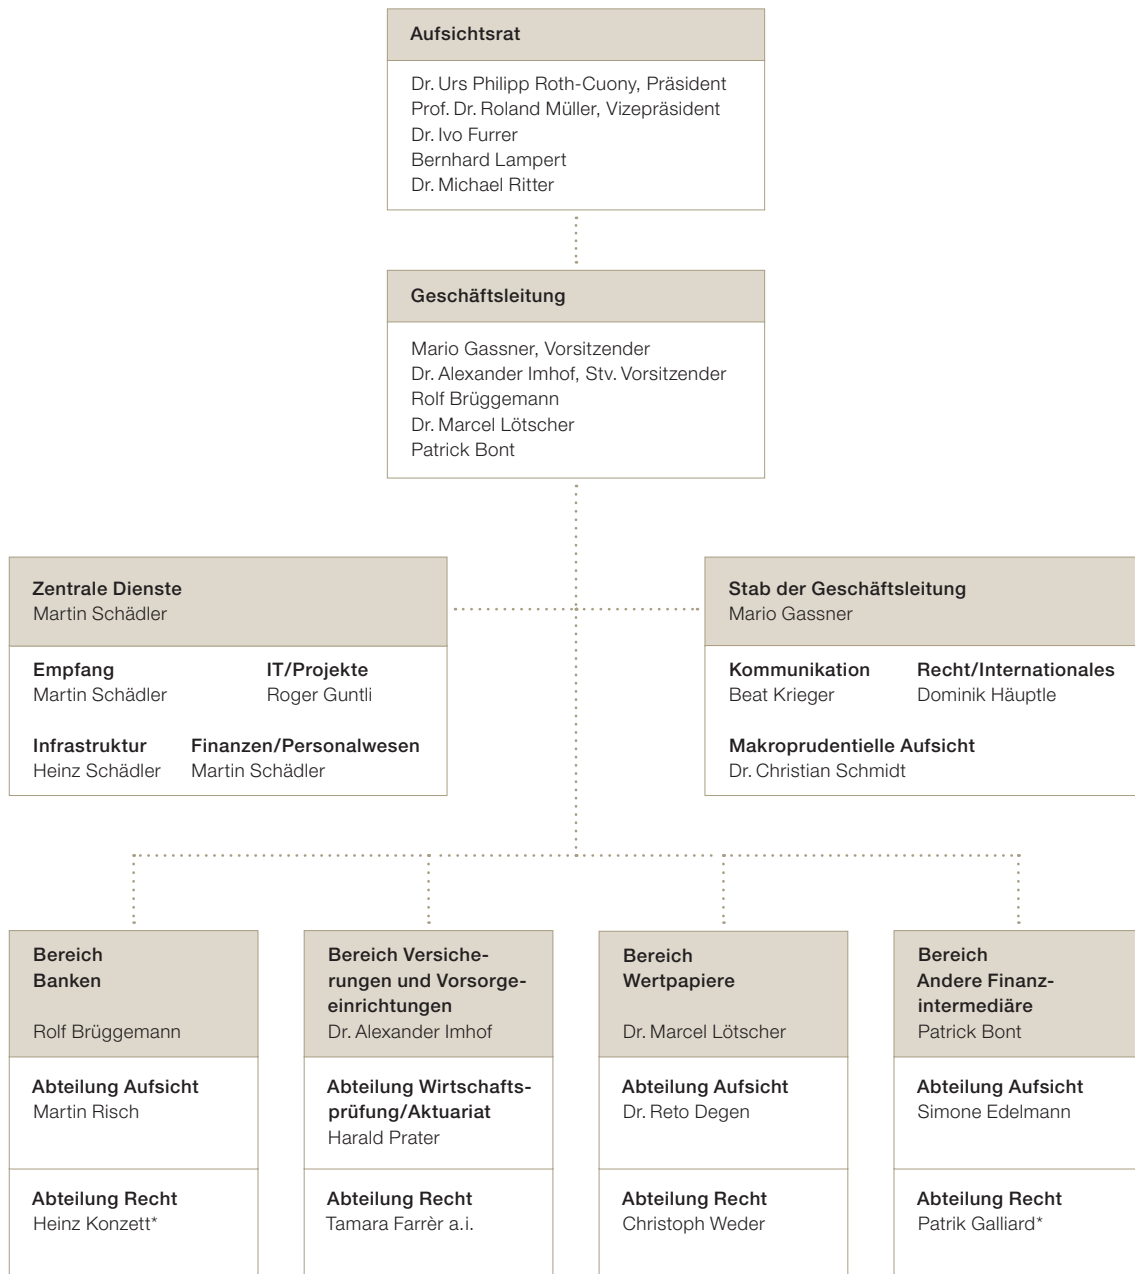 Aufsichtsrat
Dr. Urs Philipp Roth-Cuony, Präsident
Prof. Dr. Roland Müller, Vizepräsident
Dr. Ivo Furrer
Bernhard Lampert
Dr. Michael Ritter
Geschäftsleitung
Mario Gassner, Vorsitzender
Dr. Alexander Imhof, Stv. Vorsitzender
Rolf Brüggemann
Dr. Marcel Lötscher
Patrick Bont
Zentrale Dienste
Martin Schädler
Empfang
Martin Schädler
IT/Projekte
Roger Guntli
Infrastruktur
Heinz Schädler
Finanzen/Personalwesen
Martin Schädler
Stab der Geschäftsleitung
Mario Gassner
Kommunikation
Beat Krieger
Recht/Internationales
Dominik Häuptle
Makroprudentielle Aufsicht
Dr. Christian Schmidt
Bereich
Banken
Rolf Brüggemann
Abteilung Aufsicht
Martin Risch
Abteilung Recht
Heinz Konzett*
Bereich Versiche-
rungen und Vorsorge-
einrichtungen
Dr. Alexander Imhof
Abteilung Wirtschafts-
prüfung/Aktuariat
Harald Prater
Abteilung Recht
Tamara Farrèr a.i.
Bereich
Wertpapiere
Dr. Marcel Lötscher
Abteilung Aufsicht
Dr. Reto Degen
Abteilung Recht
Christoph Weder
Bereich
Andere Finanz-
intermediäre
Patrick Bont
Abteilung Aufsicht
Simone Edelmann
Abteilung Recht
Patrik Galliard*